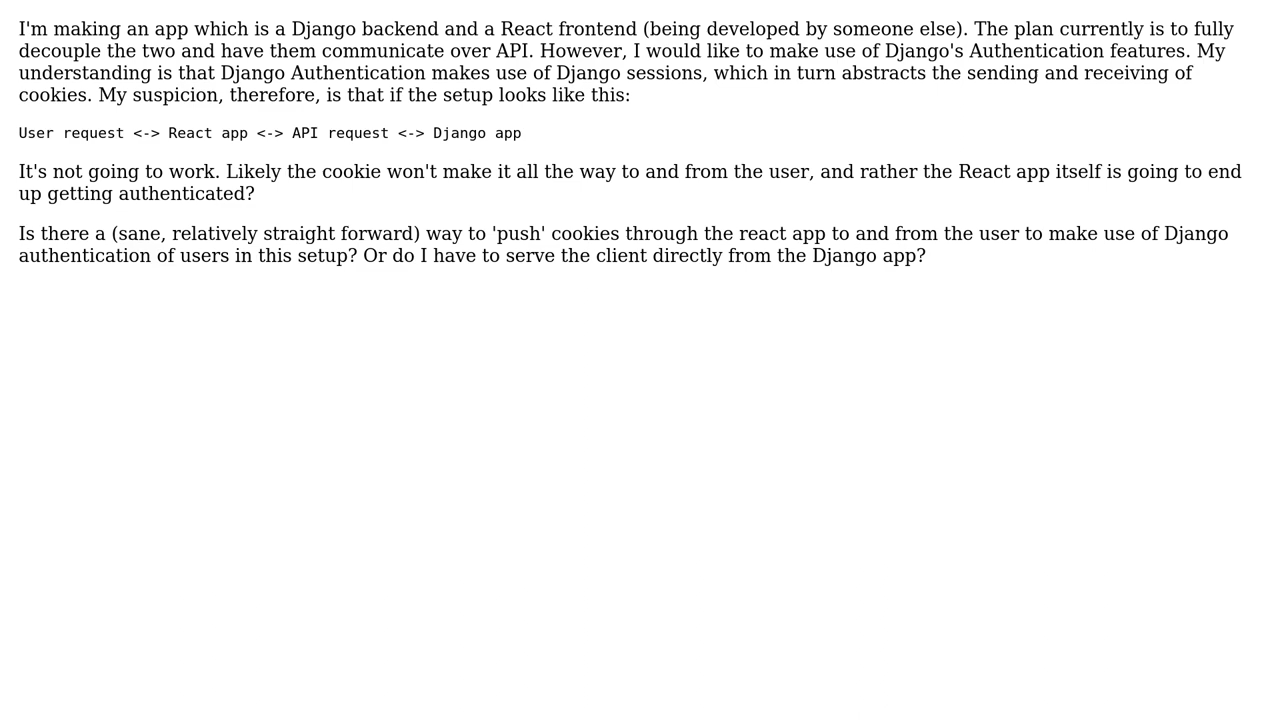 I'm making an app which is a Django backend and a React frontend (being developed by someone else). The plan currently is to fully
decouple the two and have them communicate over API. However, I would like to make use of Django's Authentication features. My
understanding is that Django Authentication makes use of Django sessions, which in turn abstracts the sending and receiving of
cookies. My suspicion, therefore, is that if the setup looks like this:
User request <-> React app <-> API request <-> Django app
It's not going to work. Likely the cookie won't make it all the way to and from the user, and rather the React app itself is going to end
up getting authenticated?
Is there a (sane, relatively straight forward) way to 'push' cookies through the react app to and from the user to make use of Django
authentication of users in this setup? Or do I have to serve the client directly from the Django app?